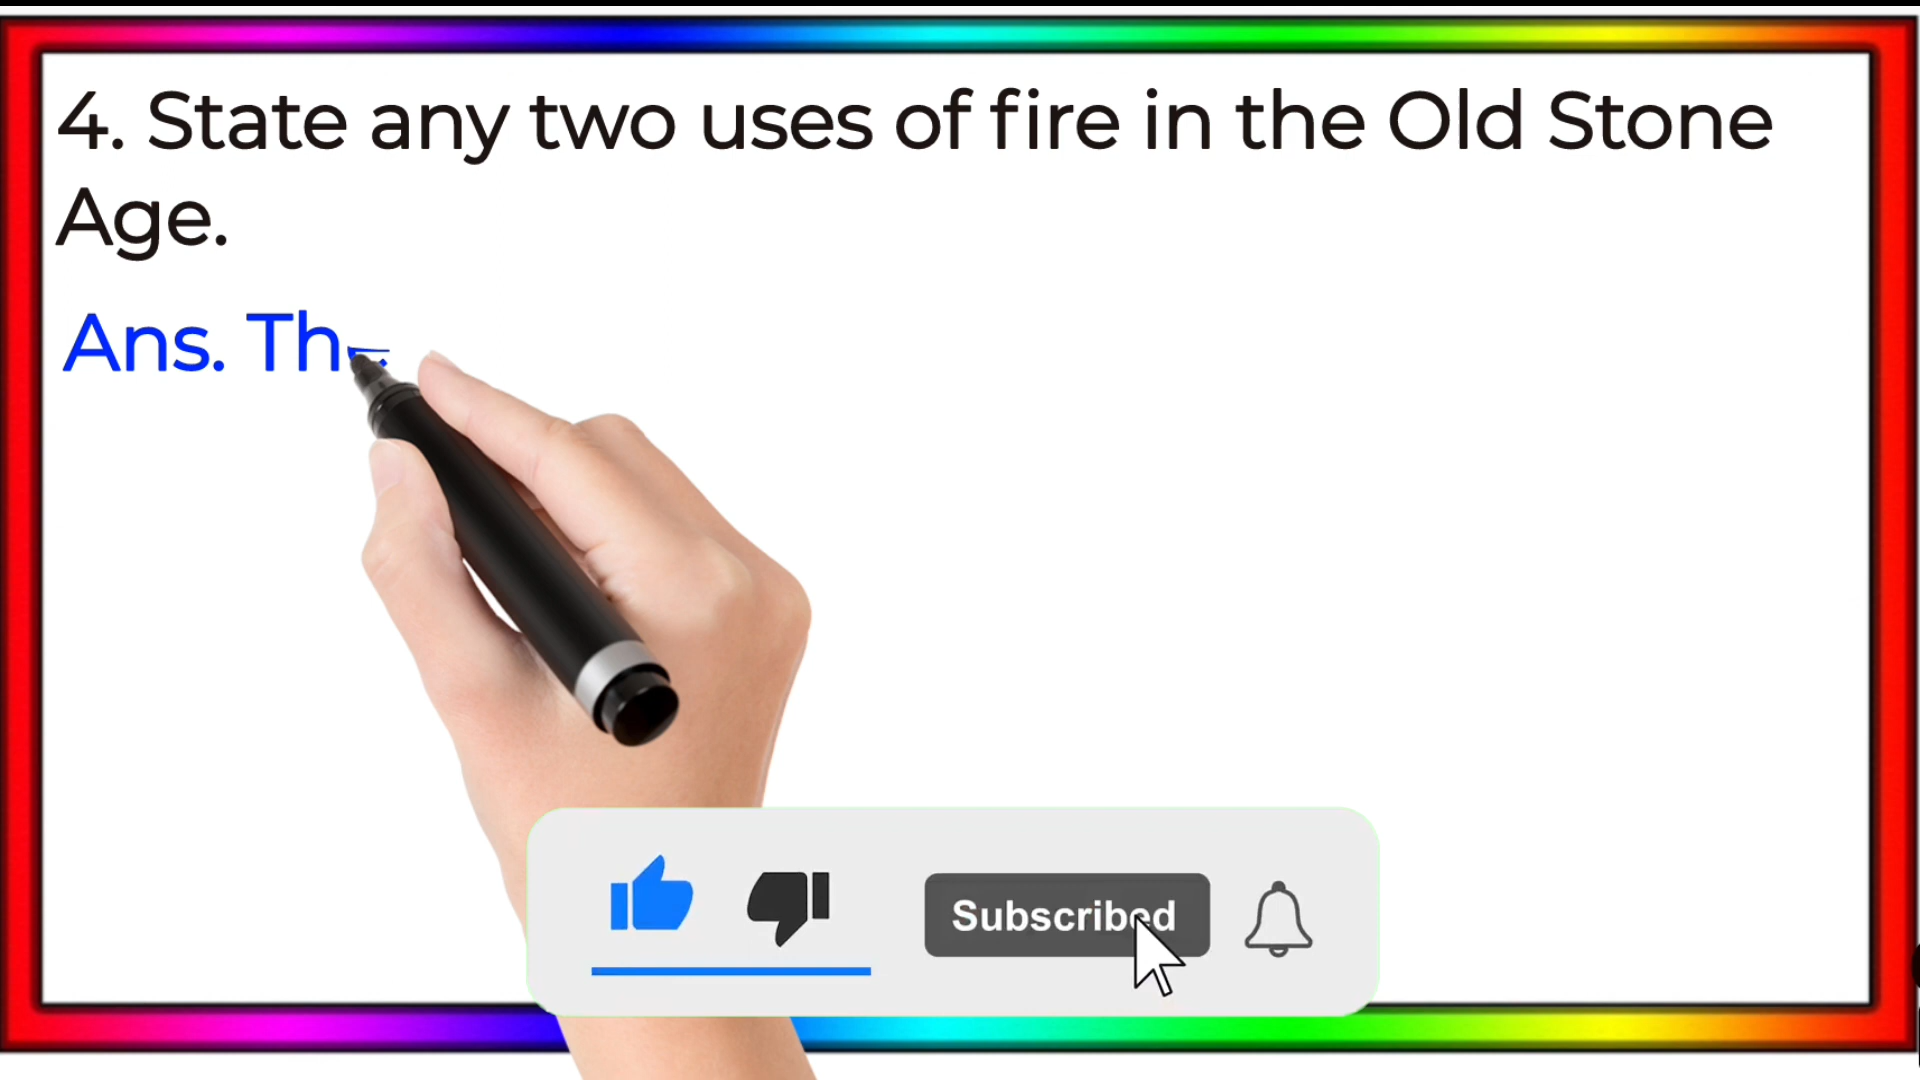 4. State any two uses of fire in the Old Stone
Age.
Ans. Th
Subscribed